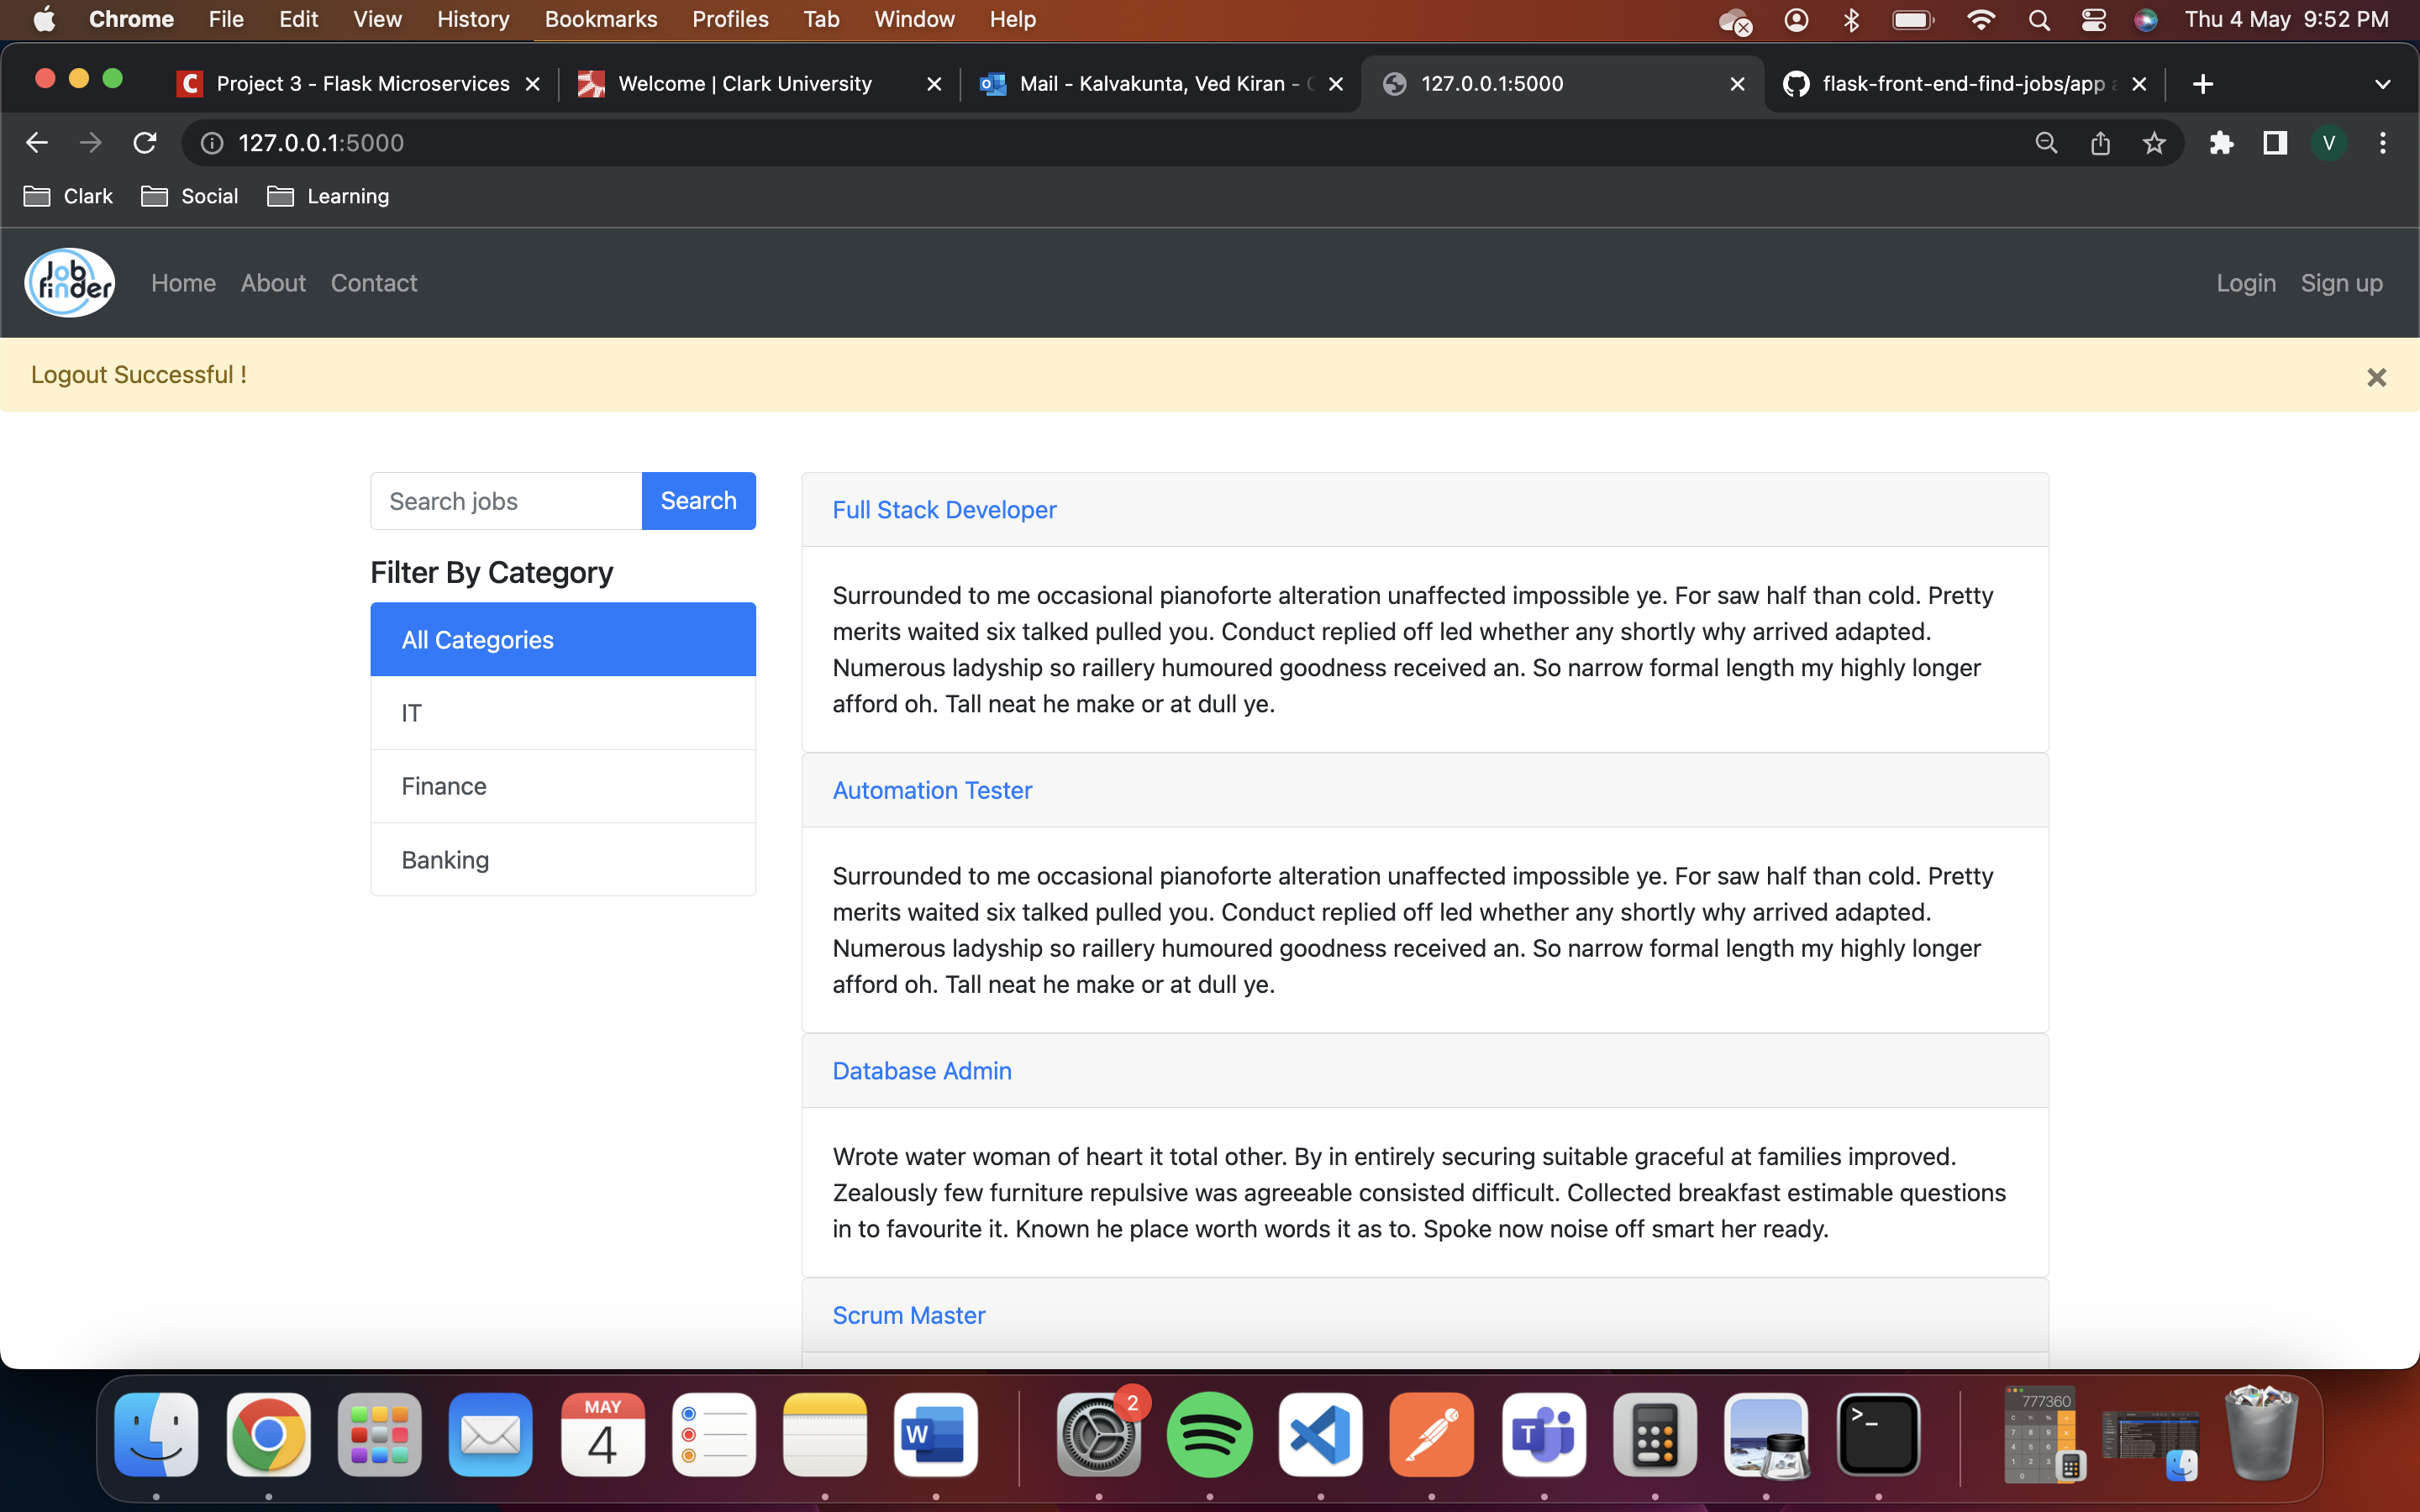 Chrome File Edit View History Bookmarks Profiles Tab Window Help Thu 4 May 9:52 PM
Project 3 - Flask Microservices Welcome | Clark University Mail - Kalvakunta, Ved Kiran - 127.0.0.1:5000 flask-front-end-find-jobs/app
127.0.0.1:5000 V
Clark Social Learning
Job finder Home About Contact Login Sign up
Logout Successful !
Search jobs Search
Filter By Category
All Categories
IT
Finance
Banking
Full Stack Developer
Surrounded to me occasional pianoforte alteration unaffected impossible ye. For saw half than cold. Pretty
merits waited six talked pulled you. Conduct replied off led whether any shortly why arrived adapted.
Numerous ladyship so raillery humoured goodness received an. So narrow formal length my highly longer
afford oh. Tall neat he make or at dull ye.
Automation Tester
Surrounded to me occasional pianoforte alteration unaffected impossible ye. For saw half than cold. Pretty
merits waited six talked pulled you. Conduct replied off led whether any shortly why arrived adapted.
Numerous ladyship so raillery humoured goodness received an. So narrow formal length my highly longer
afford oh. Tall neat he make or at dull ye.
Database Admin
Wrote water woman of heart it total other. By in entirely securing suitable graceful at families improved.
Zealously few furniture repulsive was agreeable consisted difficult. Collected breakfast estimable questions
in to favourite it. Known he place worth words it as to. Spoke now noise off smart her ready.
Scrum Master
MAY
4
W
2
T
>_
777360